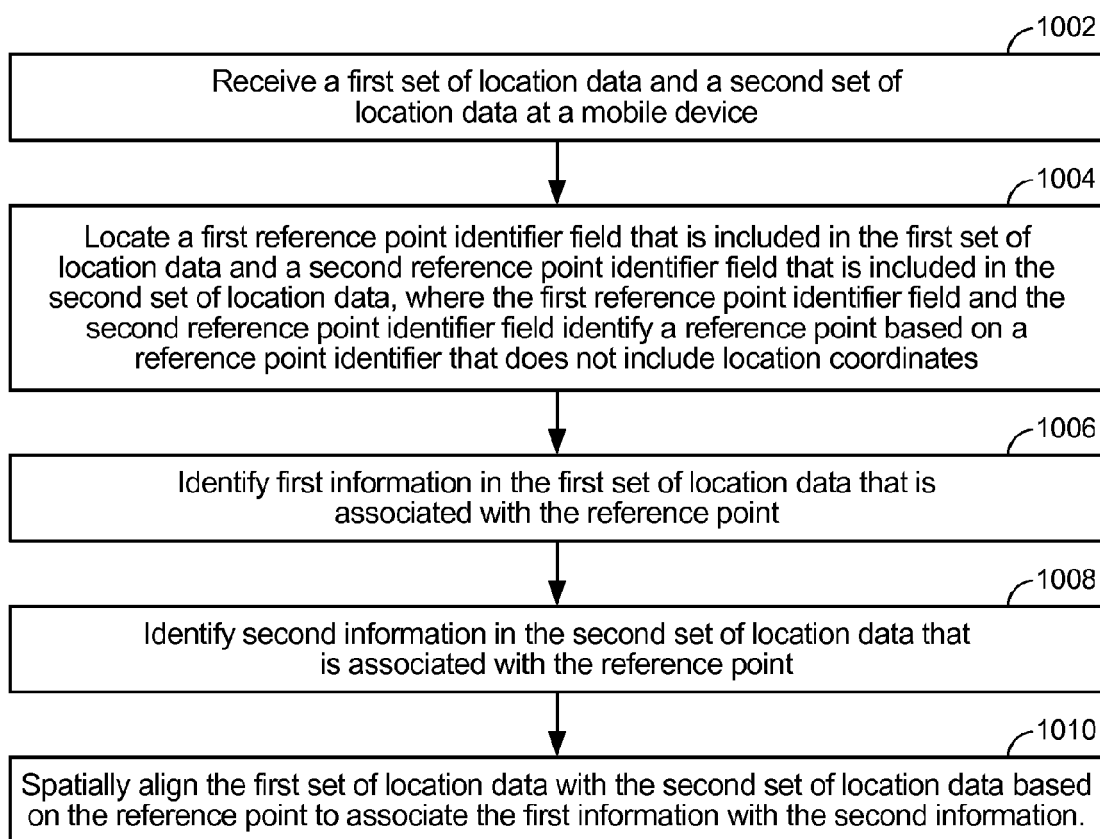 1002
Receive a first set of location data and a second set of
location data at a mobile device
1004
Locate a first reference point identifier field that is included in the first set of
location data and a second reference point identifier field that is included in the
second set of location data, where the first reference point identifier field and the
second reference point identifier field identify a reference point based on a
reference point identifier that does not include location coordinates
1006
Identify first information in the first set of location data that is
associated with the reference point
1008
Identify second information in the second set of location data that
is associated with the reference point
1010
Spatially align the first set of location data with the second set of location data based
on the reference point to associate the first information with the second information.